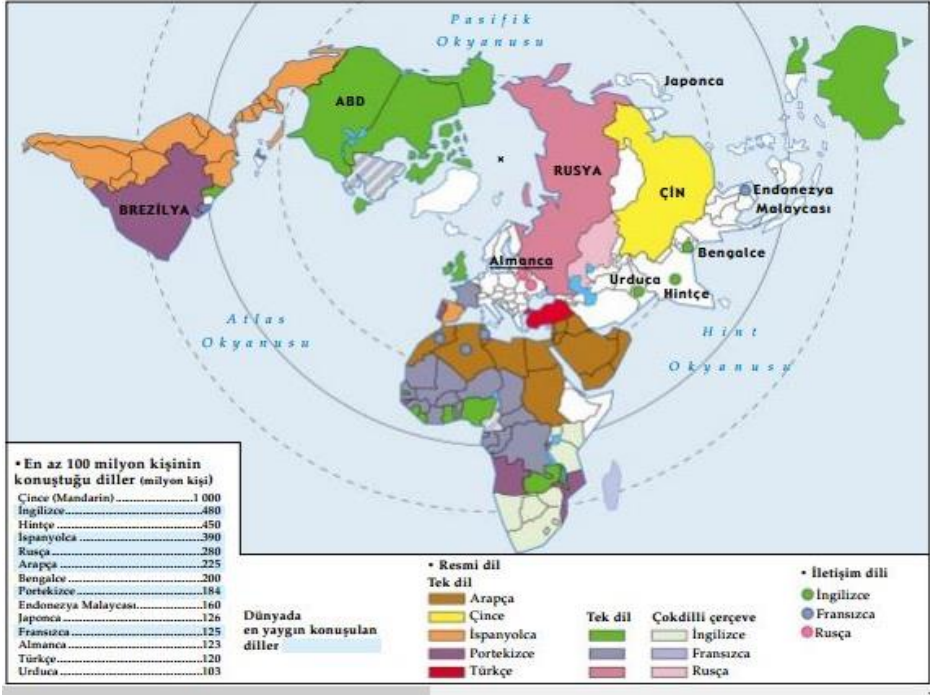 Pasifik
Okyanusu
ABD
Japonca
RUSYA
ÇİN
BREZİLYA
Endonezya
Malaycası
Bengalce
Almanca
Urduca
Hintçe
Atlas
Okyanusu
Hint
Okyanusu
• En az 100 milyon kişinin
konuştuğu diller (milyon kişi)
Çince (Mandarin)..................1 000
İngilizce..................480
Hintçe..................450
İspanyolca..................390
Rusça..................280
Arapça..................225
Bengalce..................200
Portekizce..................184
Endonezya Malaycası..................160
Japonca..................126
Fransızca..................125
Almanca..................123
Türkçe..................120
Urduca..................103
Dünyada
en yaygın konuşulan
diller
• Resmi dil
Tek dil
Arapça
Çince
İspanyolca
Portekizce
Türkçe
Tek dil Çokdilli çerçeve
İngilizce
Fransızca
Rusça
• İletişim dili
İngilizce
Fransızca
Rusça